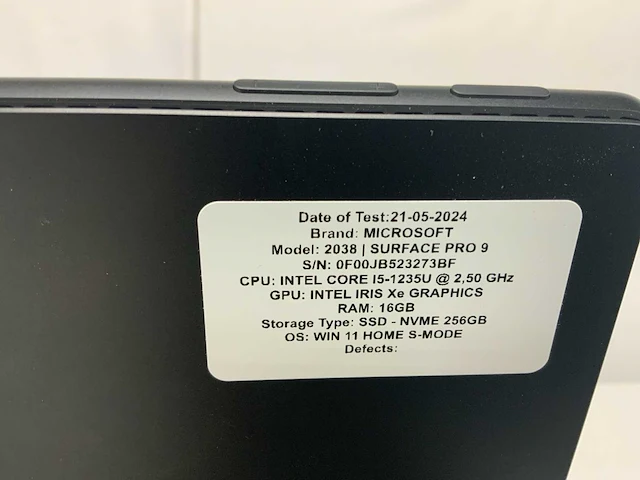 Date of Test:21-05-2024
Brand: MICROSOFT
Model: 2038 | SURFACE PRO 9
S/N: 0F00JB523273BF
CPU: INTEL CORE I5-1235U @ 2,50 GHz
GPU: INTEL IRIS Xe GRAPHICS
RAM: 16GB
Storage Type: SSD - NVME 256GB
OS: WIN 11 HOME S-MODE
Defects: